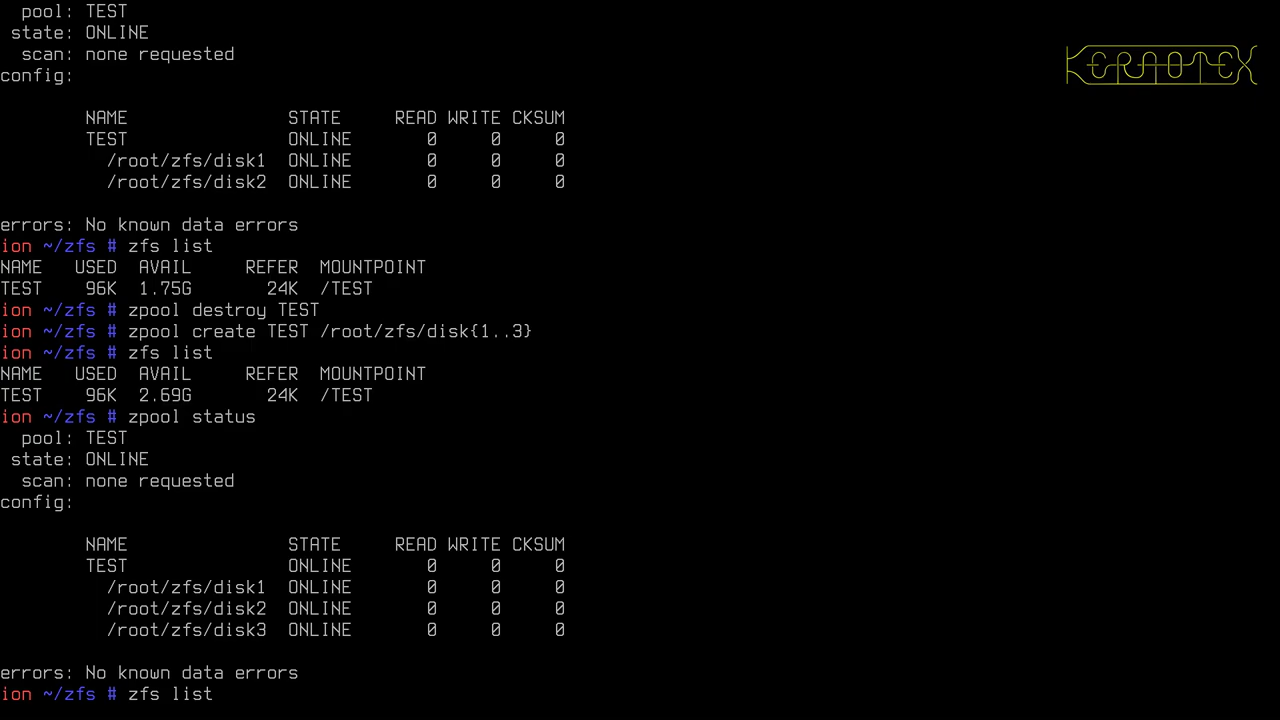 pool: TEST
state: ONLINE
scan: none requested
config:
NAME STATE READ WRITE CKSUM
TEST ONLINE 0 0 0
/root/zfs/disk1 ONLINE 0 0 0
/root/zfs/disk2 ONLINE 0 0 0
errors: No known data errors
ion ~/zfs # zfs list
NAME USED AVAIL REFER MOUNTPOINT
TEST 96K 1.75G 24K /TEST
ion ~/zfs # zpool destroy TEST
ion ~/zfs # zpool create TEST /root/zfs/disk{1..3}
ion ~/zfs # zfs list
NAME USED AVAIL REFER MOUNTPOINT
TEST 96K 2.69G 24K /TEST
ion ~/zfs # zpool status
pool: TEST
state: ONLINE
scan: none requested
config:
NAME STATE READ WRITE CKSUM
TEST ONLINE 0 0 0
/root/zfs/disk1 ONLINE 0 0 0
/root/zfs/disk2 ONLINE 0 0 0
/root/zfs/disk3 ONLINE 0 0 0
errors: No known data errors
ion ~/zfs # zfs list